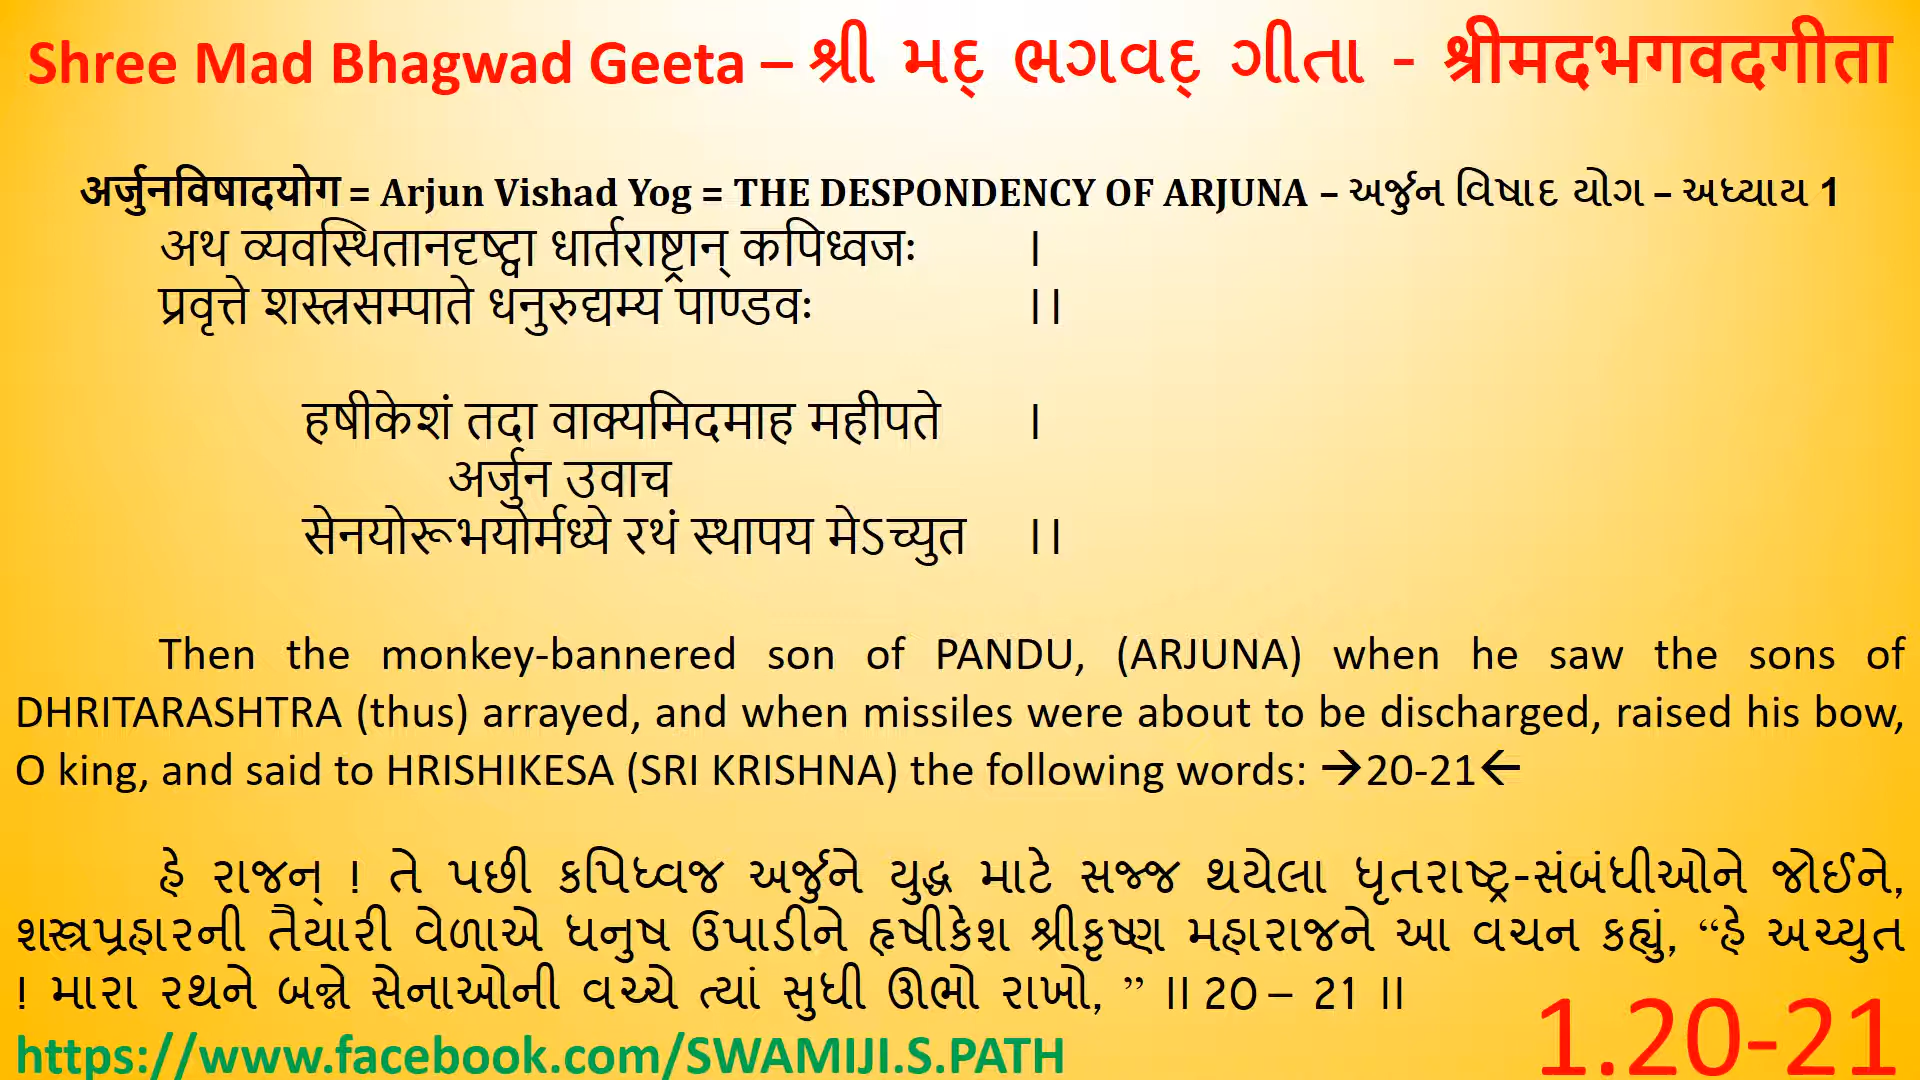 Shree Mad Bhagwad Geeta – શ્રી મદ્ ભગવદ્ ગીતા - श्रीमदभगवदगीता
अर्जुनविषादयोग = Arjun Vishad Yog = THE DESPONDENCY OF ARJUNA – અર્જુન વિષાદ યોગ – અધ્યાય 1
अथ व्यवस्थितानदृष्ट्वा धार्तराष्ट्रान् कपिध्वजः ।
प्रवृत्ते शस्त्रसम्पाते धनुरुद्यम्य पाण्डवः ।।
हषीकेशं तदा वाक्यमिदमाह महीपते ।
अर्जुन उवाच
सेनयोरूभयोर्मध्ये रथं स्थापय मेऽच्युत ।।
Then the monkey-bannered son of PANDU, (ARJUNA) when he saw the sons of
DHRITARASHTRA (thus) arrayed, and when missiles were about to be discharged, raised his bow,
O king, and said to HRISHIKESA (SRI KRISHNA) the following words: →20-21←
હે રાજન્ ! તે પછી કપિધ્વજ અર્જુને યુદ્ધ માટે સજ્જ થયેલા ધૃતરાષ્ટ્ર-સંબંધીઓને જોઈને,
શસ્ત્રપ્રહારની તૈયારી વેળાએ ધનુષ ઉપાડીને હૃષીકેશ શ્રીકૃષ્ણ મહારાજને આ વચન કહ્યું, “હે અચ્યુત
! મારા રથને બન્ને સેનાઓની વચ્ચે ત્યાં સુધી ઊભો રાખો, ” ।। 20 – 21 ।।
https://www.facebook.com/SWAMIJI.S.PATH
1.20-21